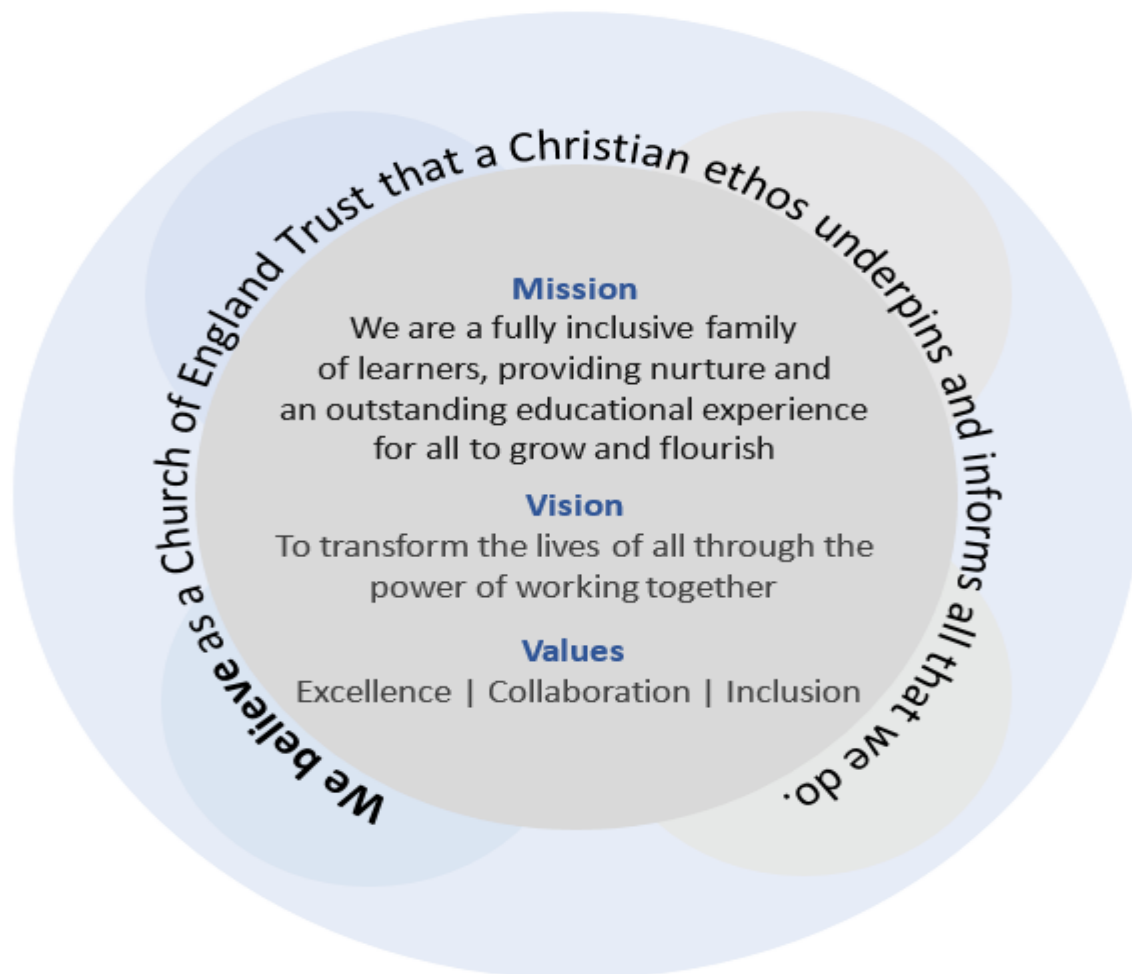 We believe as a Church of England Trust that a Christian ethos underpins and informs all that we do.
Mission
We are a fully inclusive family
of learners, providing nurture and
an outstanding educational experience
for all to grow and flourish
Vision
To transform the lives of all through the
power of working together
Values
Excellence | Collaboration | Inclusion